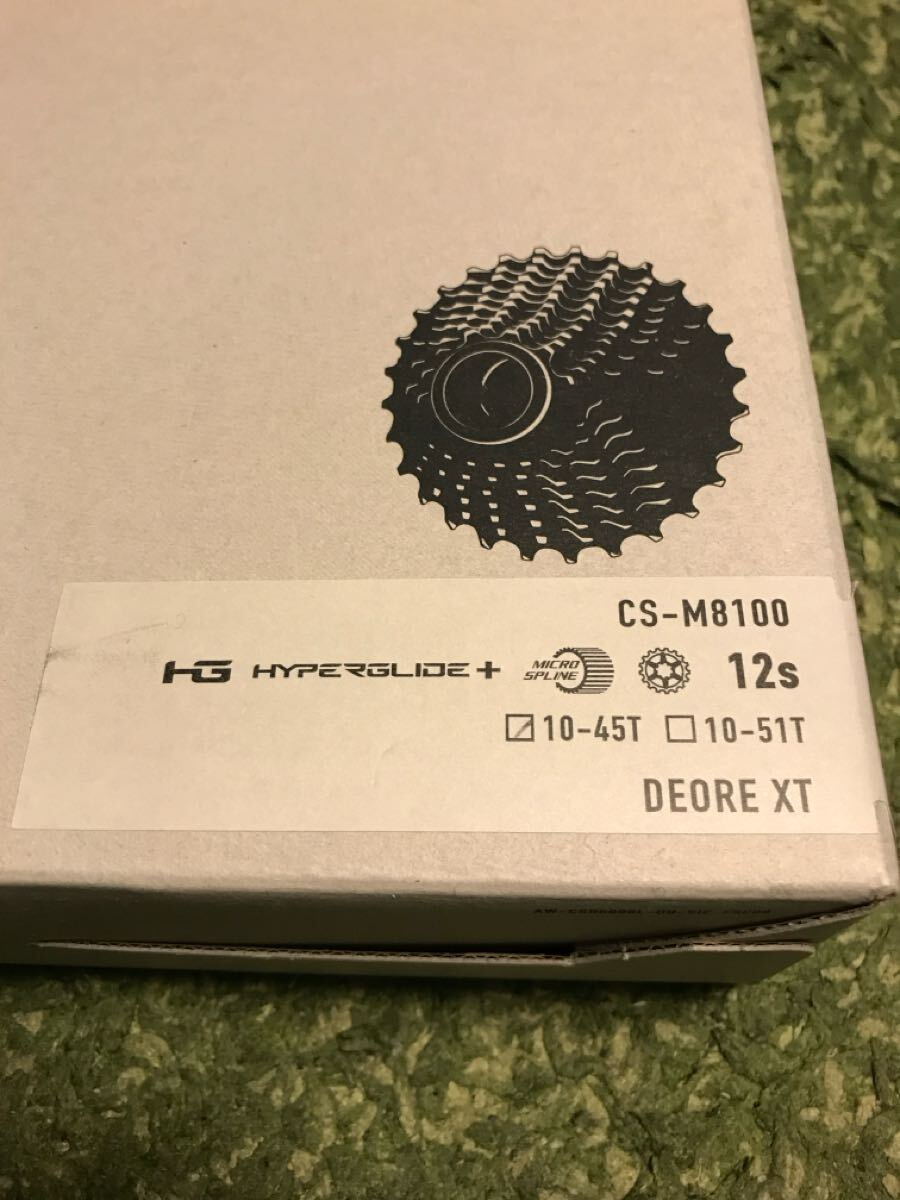 CS-M8100
HG HYPERGLIDE+ MICRO SPLINE 12s
10-45T 10-51T
DEORE XT